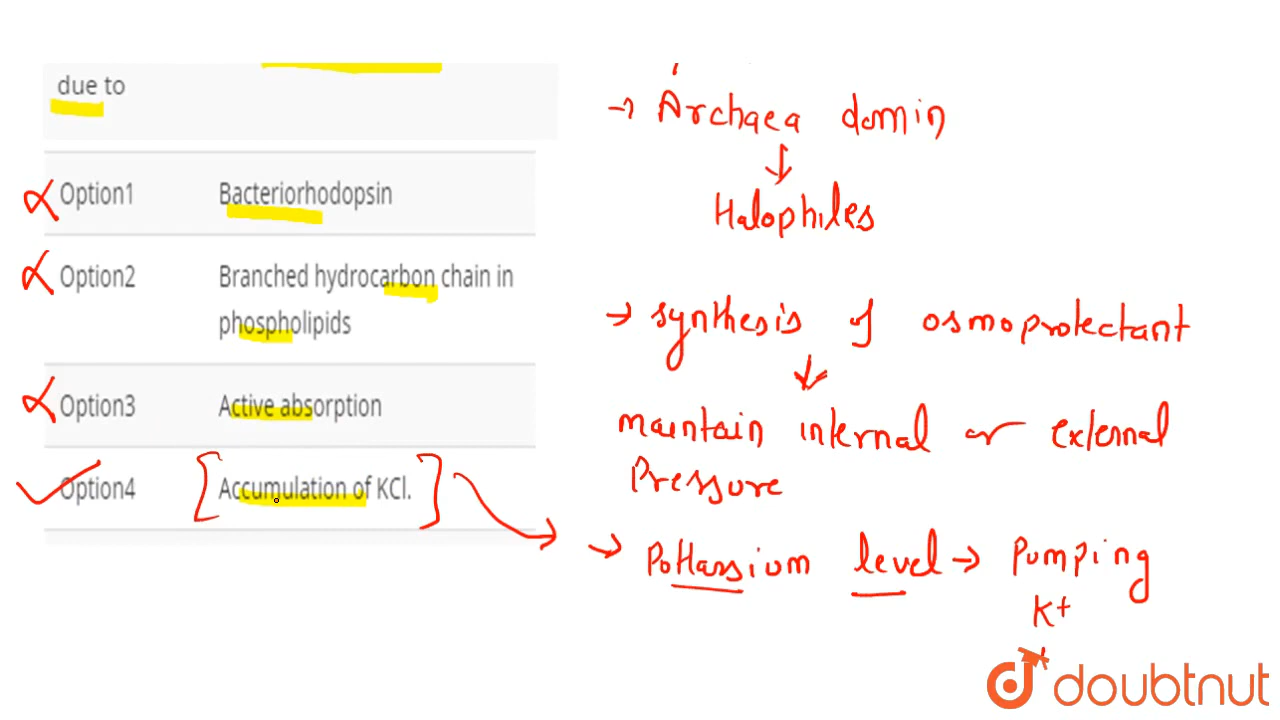 due to
Option1 Bacteriorhodopsin
Option2 Branched hydrocarbon chain in
phospholipids
Option3 Active absorption
Option4 Accumulation of KCl.
→ Archaea domin
↓
Halophiles
→ synthesis of osmoprotectant
↓
maintain internal or external
Pressure
→ Pottassium level → Pumping
K+
doubtnut